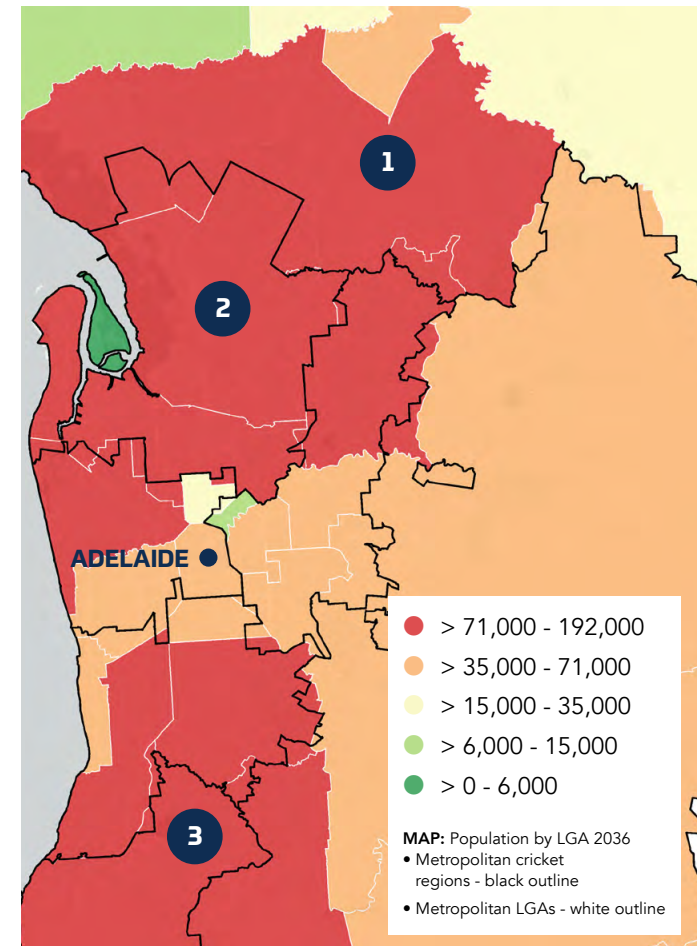 1
2
ADELAIDE
> 71,000 - 192,000
> 35,000 - 71,000
> 15,000 - 35,000
> 6,000 - 15,000
> 0 - 6,000
MAP: Population by LGA 2036
• Metropolitan cricket
regions - black outline
• Metropolitan LGAs - white outline
3